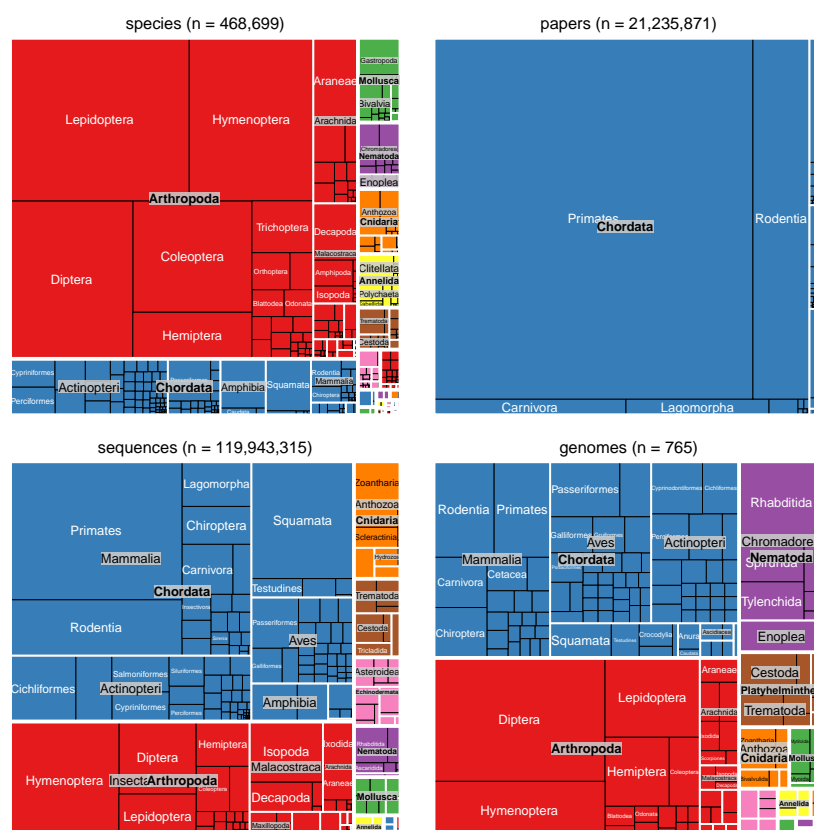 species (n = 468,699)
Lepidoptera
Hymenoptera
Araneae
Arachnida
Arthropoda
Diptera
Coleoptera
Trichoptera
Orthoptera
Blattodea
Odonata
Hemiptera
Decapoda
Malacostraca
Amphipoda
Isopoda
Gastropoda
Mollusca
Bivalvia
Chromadorea
Nematoda
Enoplea
Anthozoa
Cnidaria
Clitellata
Annelida
Polychaeta
Trematoda
Cestoda
Cypriniformes
Perciformes
Actinopteri
Chordata
Amphibia
Squamata
Rodentia
Mammalia
Chiroptera
papers (n = 21,235,871)
Primates
Chordata
Rodentia
Carnivora
Lagomorpha
sequences (n = 119,943,315)
Primates
Mammalia
Lagomorpha
Chiroptera
Carnivora
Chordata
Insectivora
Sirenia
Rodentia
Squamata
Testudines
Passeriformes
Aves
Galliformes
Amphibia
Cichliformes
Salmoniformes
Siluriformes
Actinopteri
Cypriniformes
Perciformes
Hymenoptera
Diptera
Insecta
Arthropoda
Hemiptera
Coleoptera
Lepidoptera
Isopoda
Malacostraca
Decapoda
Maxillopoda
Ixodida
Arachnida
Araneae
Zoantharia
Anthozoa
Cnidaria
Scleractinia
Hydrozoa
Trematoda
Cestoda
Tricladida
Asteroidea
Echinodermata
Rhabditida
Nematoda
Mollusca
Annelida
genomes (n = 765)
Rodentia
Primates
Mammalia
Carnivora
Cetacea
Chiroptera
Passeriformes
Galliformes
Aves
Chordata
Cyprinodontiformes
Cichliformes
Actinopteri
Squamata
Testudines
Crocodylia
Anura
Caudata
Ascidiacea
Diptera
Lepidoptera
Arthropoda
Hemiptera
Coleoptera
Hymenoptera
Blattodea
Odonata
Araneae
Arachnida
Ixodida
Scorpiones
Malacostraca
Decapoda
Rhabditida
Chromadore
Nematoda
Spirurida
Tylenchida
Enoplea
Cestoda
Platyhelminthe
Trematoda
Zoantharia
Anthozoa
Cnidaria
Mollus
Annelida